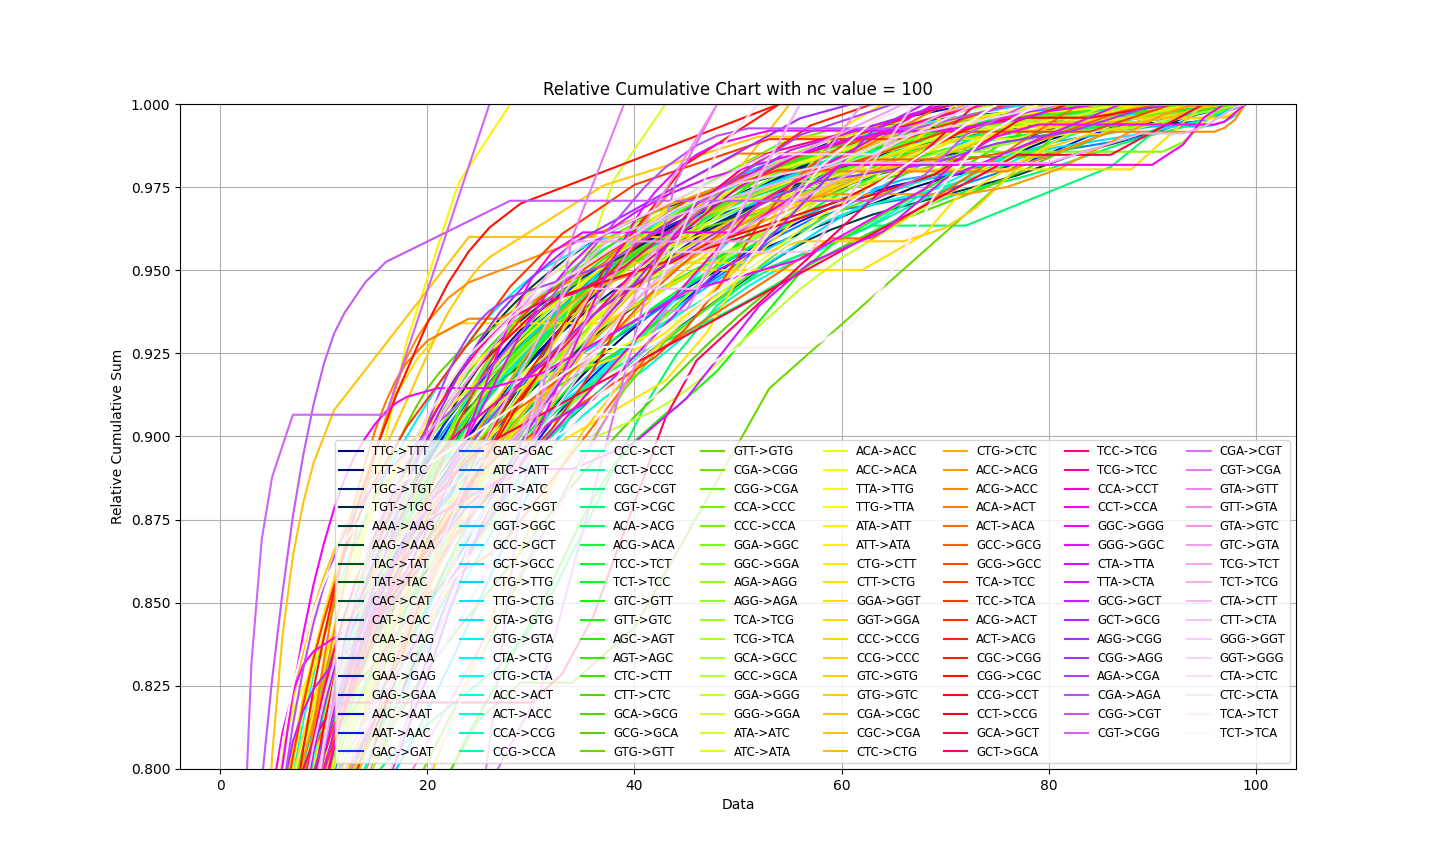 Relative Cumulative Chart with nc value = 100
1.000
0.975
0.950
0.925
0.900
0.875
0.850
0.825
0.800
Relative Cumulative Sum
TTC->TTT GAT->GAC CCC->CCT GTT->GTG ACA->ACC CTG->CTC TCC->TCG CGA->CGT
TTT->TTC ATC->ATT CCT->CCC CGA->CGG ACC->ACA ACC->ACG TCG->TCC CGT->CGA
TGC->TGT ATT->ATC CGC->CGT CGG->CGA TTA->TTG ACG->ACC CCA->CCT GTA->GTT
TGT->TGC GGC->GGT CGT->CGC CCA->CCC TTG->TTA ACA->ACT CCT->CCA GTT->GTA
AAA->AAG GGT->GGC ACA->ACG CCC->CCA ATA->ATT ACT->ACA GGC->GGG GTA->GTC
AAG->AAA GCC->GCT ACG->ACA GGA->GGC ATT->ATA GCC->GCG GGG->GGC GTC->GTA
TAC->TAT GCT->GCC TCC->TCT GGC->GGA CTG->CTT GCG->GCC CTA->TTA TCG->TCT
TAT->TAC CTG->TTG TCT->TCC AGA->AGG CTT->CTG TCA->TCC TTA->CTA TCT->TCG
CAC->CAT TTG->CTG GTC->GTT AGG->AGA GGA->GGT TCC->TCA GCG->GCT CTA->CTT
CAT->CAC GTA->GTG GTT->GTC TCA->TCG GGT->GGA ACG->ACT GCT->GCG CTT->CTA
CAA->CAG GTG->GTA AGC->AGT TCG->TCA CCC->CCG ACT->ACG AGG->CGG GGG->GGT
CAG->CAA CTA->CTG AGT->AGC GCA->GCC CCG->CCC CGC->CGG CGG->AGG GGT->GGG
GAA->GAG CTG->CTA CTC->CTT GCC->GCA GTC->GTG CGG->CGC AGA->CGA CTA->CTC
GAG->GAA ACC->ACT CTT->CTC GGA->GGG GTG->GTC CCG->CCT CGA->AGA CTC->CTA
AAC->AAT ACT->ACC GCA->GCG GGG->GGA CGA->CGC CCT->CCG CGG->CGT TCA->TCT
AAT->AAC CCA->CCG GCG->GCA ATA->ATC CGC->CGA GCA->GCT CGT->CGG TCT->TCA
GAC->GAT CCG->CCA GTG->GTT ATC->ATA CTC->CTG GCT->GCA
0 20 40 60 80 100
Data